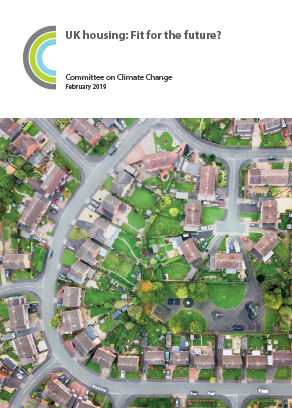 UK housing: Fit for the future?
Committee on Climate Change
February 2019